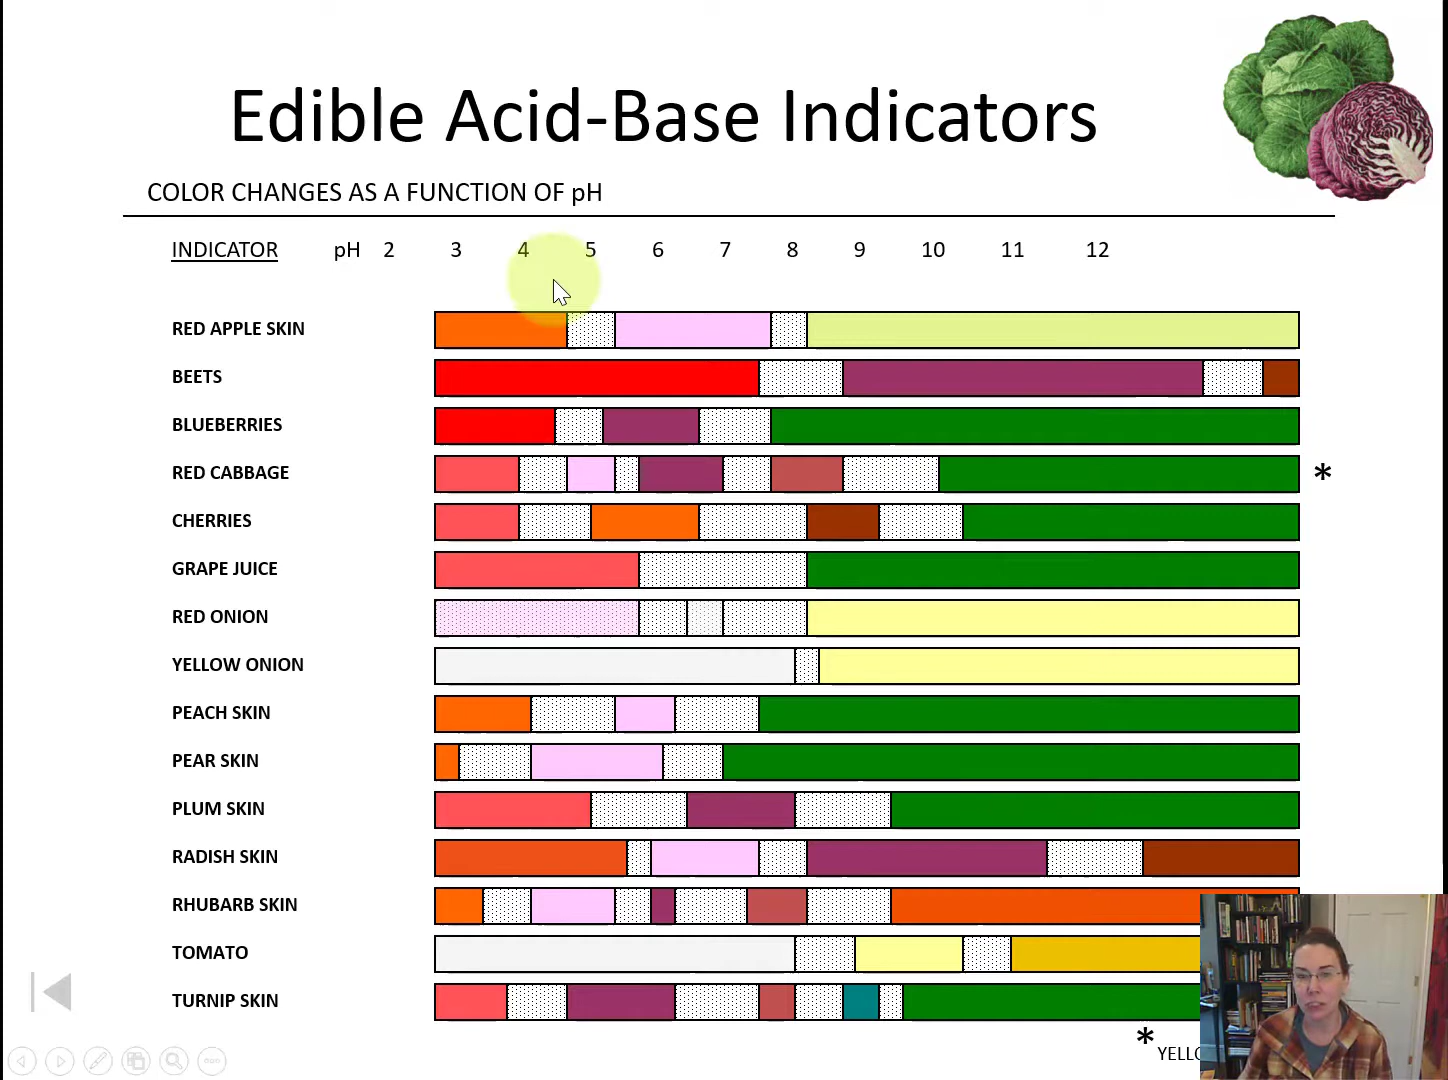 Edible Acid-Base Indicators
COLOR CHANGES AS A FUNCTION OF pH
INDICATOR pH 2 3 4 5 6 7 8 9 10 11 12
RED APPLE SKIN
BEETS
BLUEBERRIES
RED CABBAGE *
CHERRIES
GRAPE JUICE
RED ONION
YELLOW ONION
PEACH SKIN
PEAR SKIN
PLUM SKIN
RADISH SKIN
RHUBARB SKIN
TOMATO
TURNIP SKIN
*